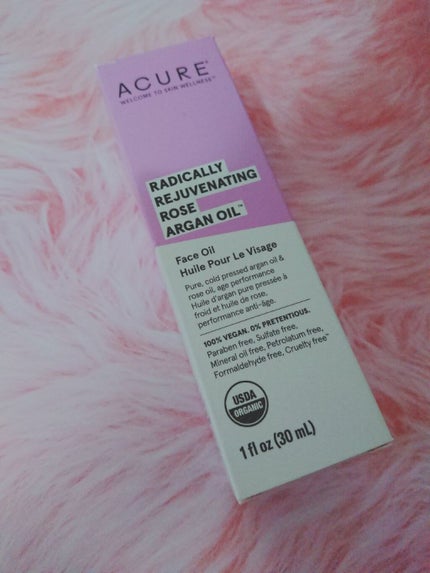 ACURE®
WELCOME TO SKIN WELLNESS™
RADICALLY
REJUVENATING
ROSE
ARGAN OIL™
Face Oil
Huile Pour Le Visage
Pure, cold pressed argon oil &
rose oil, age performance
Huile d'argan pure pressée à
froid et huile de rose,
performance anti-âge.
100% VEGAN. 0% PRETENTIOUS.
Paraben free, Sulfate free,
Mineral oil free, Petrolatum free,
Formaldehyde free, Cruelty free™
USDA
ORGANIC
1 fl oz (30 mL)